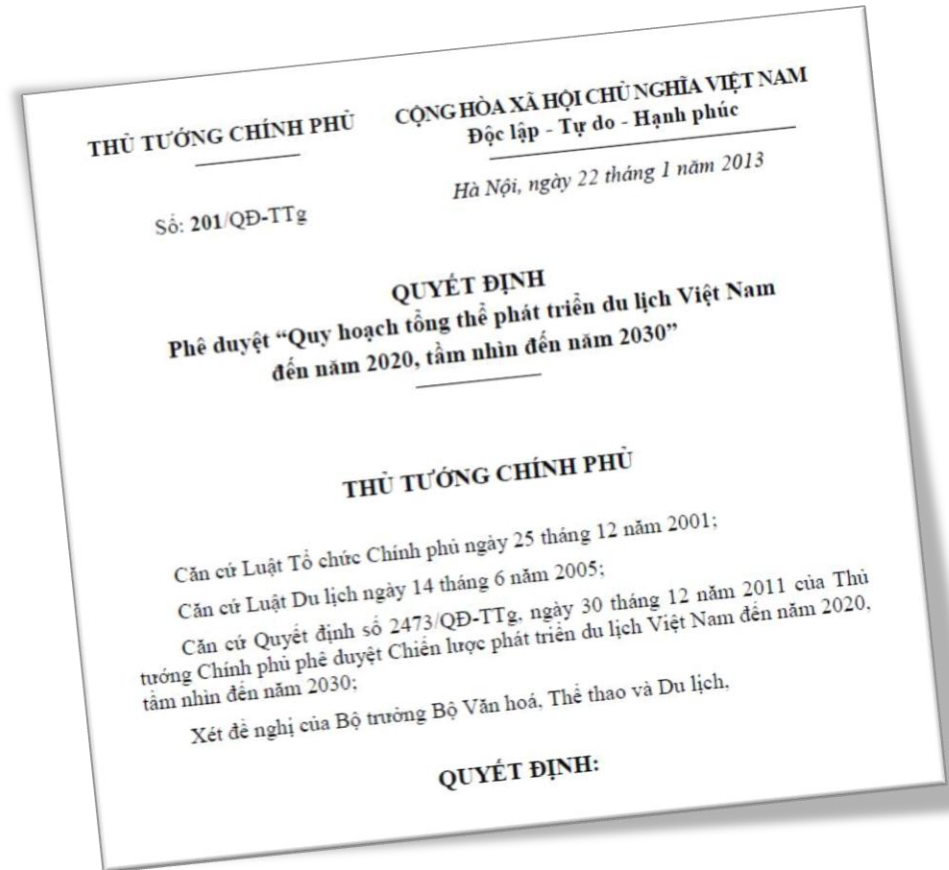 THỦ TƯỚNG CHÍNH PHỦ
CỘNG HÒA XÃ HỘI CHỦ NGHĨA VIỆT NAM
Độc lập - Tự do - Hạnh phúc
Số: 201/QĐ-TTg
Hà Nội, ngày 22 tháng 1 năm 2013
QUYẾT ĐỊNH
Phê duyệt “Quy hoạch tổng thể phát triển du lịch Việt Nam
đến năm 2020, tầm nhìn đến năm 2030”
THỦ TƯỚNG CHÍNH PHỦ
Căn cứ Luật Tổ chức Chính phủ ngày 25 tháng 12 năm 2001;
Căn cứ Luật Du lịch ngày 14 tháng 6 năm 2005;
Căn cứ Quyết định số 2473/QĐ-TTg, ngày 30 tháng 12 năm 2011 của Thủ
tướng Chính phủ phê duyệt Chiến lược phát triển du lịch Việt Nam đến năm 2020,
tầm nhìn đến năm 2030;
Xét đề nghị của Bộ trưởng Bộ Văn hoá, Thể thao và Du lịch,
QUYẾT ĐỊNH: